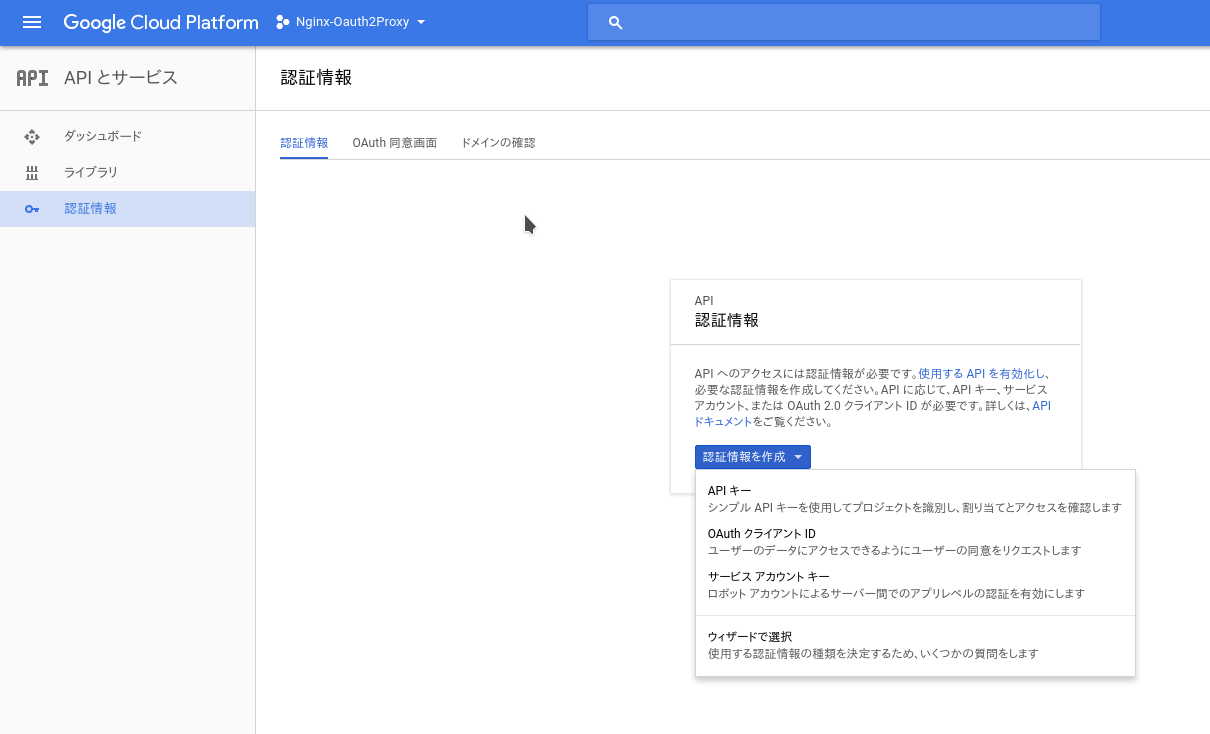 Google Cloud Platform
Nginx-Oauth2Proxy
API API とサービス
認証情報
ダッシュボード
ライブラリ
認証情報
認証情報 OAuth 同意画面 ドメインの確認
API
認証情報
API へのアクセスには認証情報が必要です。使用する API を有効化し、
必要な認証情報を作成してください。API に応じて、API キー、サービス
アカウント、または OAuth 2.0 クライアント ID が必要です。詳しくは、API
ドキュメントをご覧ください。
認証情報を作成
API キー
シンプル API キーを使用してプロジェクトを識別し、割り当てとアクセスを確認します
OAuth クライアント ID
ユーザーのデータにアクセスできるようにユーザーの同意をリクエストします
サービス アカウント キー
ロボット アカウントによるサーバー間でのアプリレベルの認証を有効にします
ウィザードで選択
使用する認証情報の種類を決定するため、いくつかの質問をします